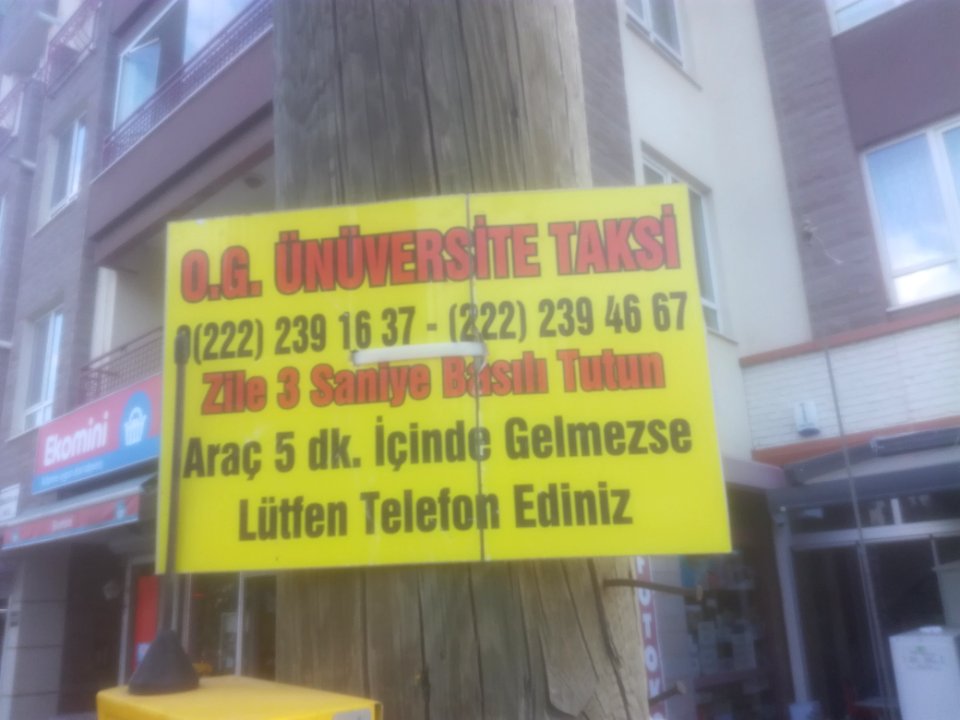 O.G. ÜNÜVERSİTE TAKSİ
0(222) 239 16 37 - (222) 239 46 67
Zile 3 Saniye Basılı Tutun
Araç 5 dk. İçinde Gelmezse
Lütfen Telefon Ediniz
Ekomini